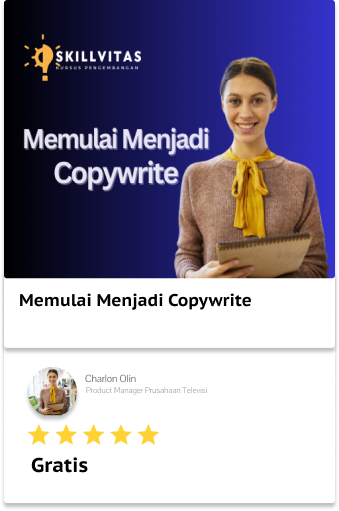 SKILLVITAS
KURSUS PENGEMBANGAN
Memulai Menjadi
Copywrite
Memulai Menjadi Copywrite
Charlon Olin
Product Manager Prusahaan Televisi
Gratis